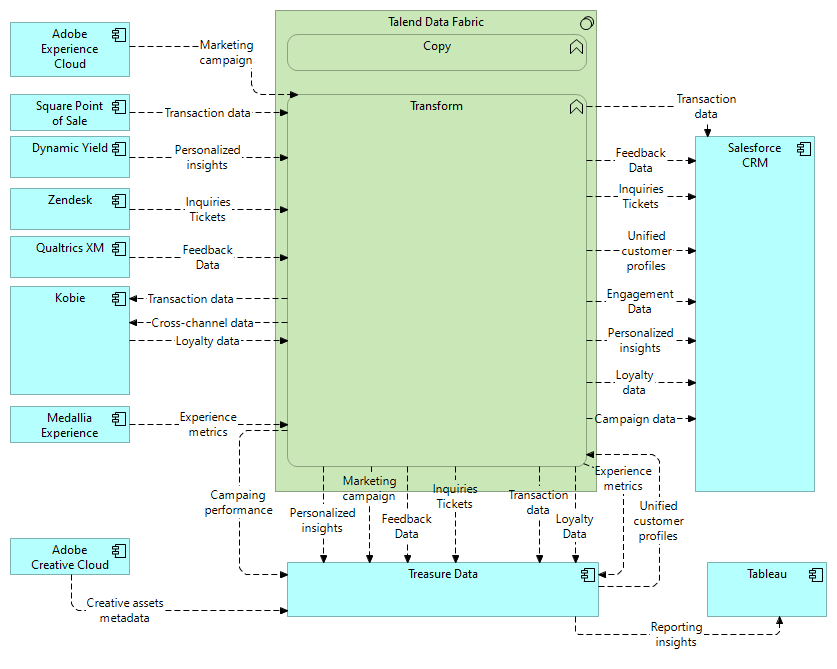 Talend Data Fabric
Adobe
Experience
Cloud
Copy
Marketing
campaign
Square Point
of Sale
Transaction data
Transform
Transaction
data
Dynamic Yield
Personalized
insights
Feedback
Data
Salesforce
CRM
Zendesk
Inquiries
Tickets
Inquiries
Tickets
Qualtrics XM
Feedback
Data
Unified
customer
profiles
Kobie
Transaction data
Cross-channel data
Loyalty data
Engagement
Data
Personalized
insights
Loyalty
data
Medallia
Experience
Experience
metrics
Campaign data
Campaing
performance
Personalized
insights
Marketing
campaign
Feedback
Data
Inquiries
Tickets
Transaction
data
Loyalty
Data
Experience
metrics
Unified
customer
profiles
Adobe
Creative Cloud
Treasure Data
Tableau
Creative assets
metadata
Reporting
insights